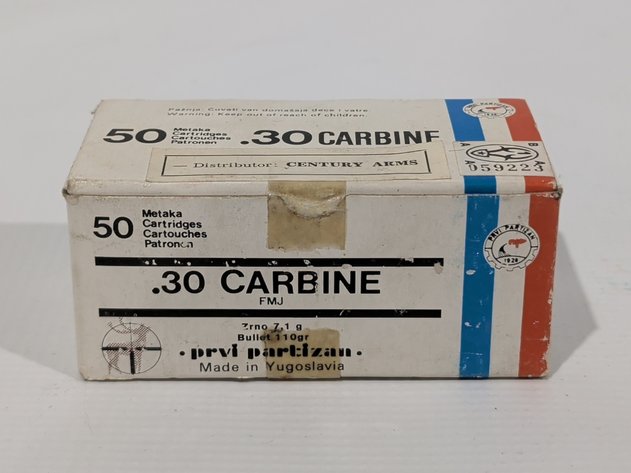 Pažnja: Čuvati van domašaja dece i vatre.
Warning: Keep out of reach of children.
50 Metaka
Cartridges
Cartouches
Patronen
.30 CARBINE
Distributor: CENTURY ARMS
PRVI PARTIZAN
A B
A
059223
50 Metaka
Cartridges
Cartouches
Patronen
.30 CARBINE
FMJ
Zrno 7,1 g
Bullet 110gr
• prvi partizan •
Made in Yugoslavia
PRVI PARTIZAN
1928